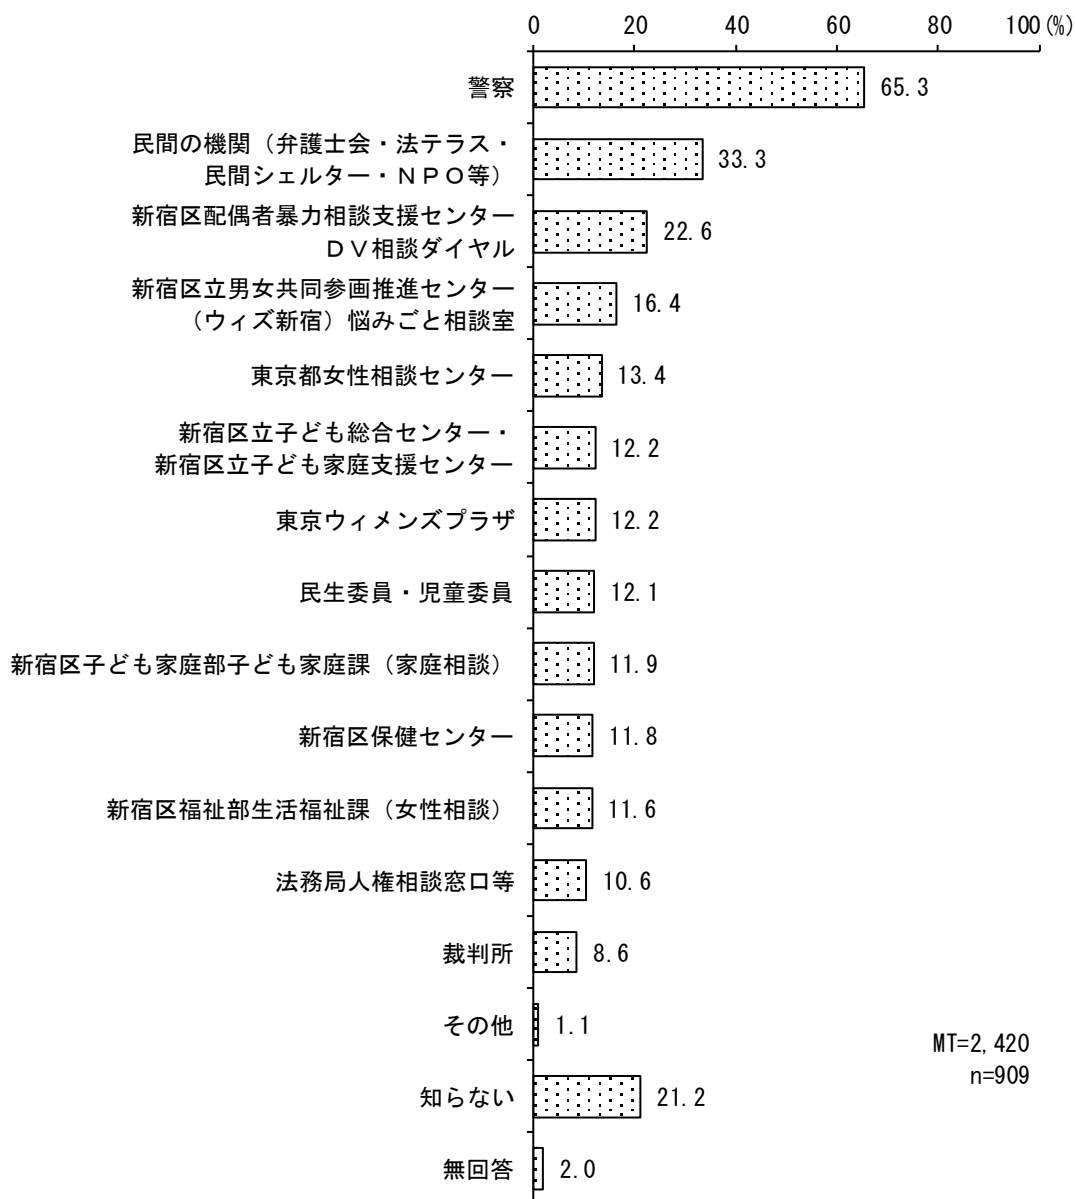 0 20 40 60 80 100 (%)
警察 65.3
民間の機関（弁護士会・法テラス・
民間シェルター・ＮＰＯ等） 33.3
新宿区配偶者暴力相談支援センター
ＤＶ相談ダイヤル 22.6
新宿区立男女共同参画推進センター
（ウィズ新宿）悩みごと相談室 16.4
東京都女性相談センター 13.4
新宿区立子ども総合センター・
新宿区立子ども家庭支援センター 12.2
東京ウィメンズプラザ 12.2
民生委員・児童委員 12.1
新宿区子ども家庭部子ども家庭課（家庭相談） 11.9
新宿区保健センター 11.8
新宿区福祉部生活福祉課（女性相談） 11.6
法務局人権相談窓口等 10.6
裁判所 8.6
その他 1.1
MT=2,420
n=909
知らない 21.2
無回答 2.0